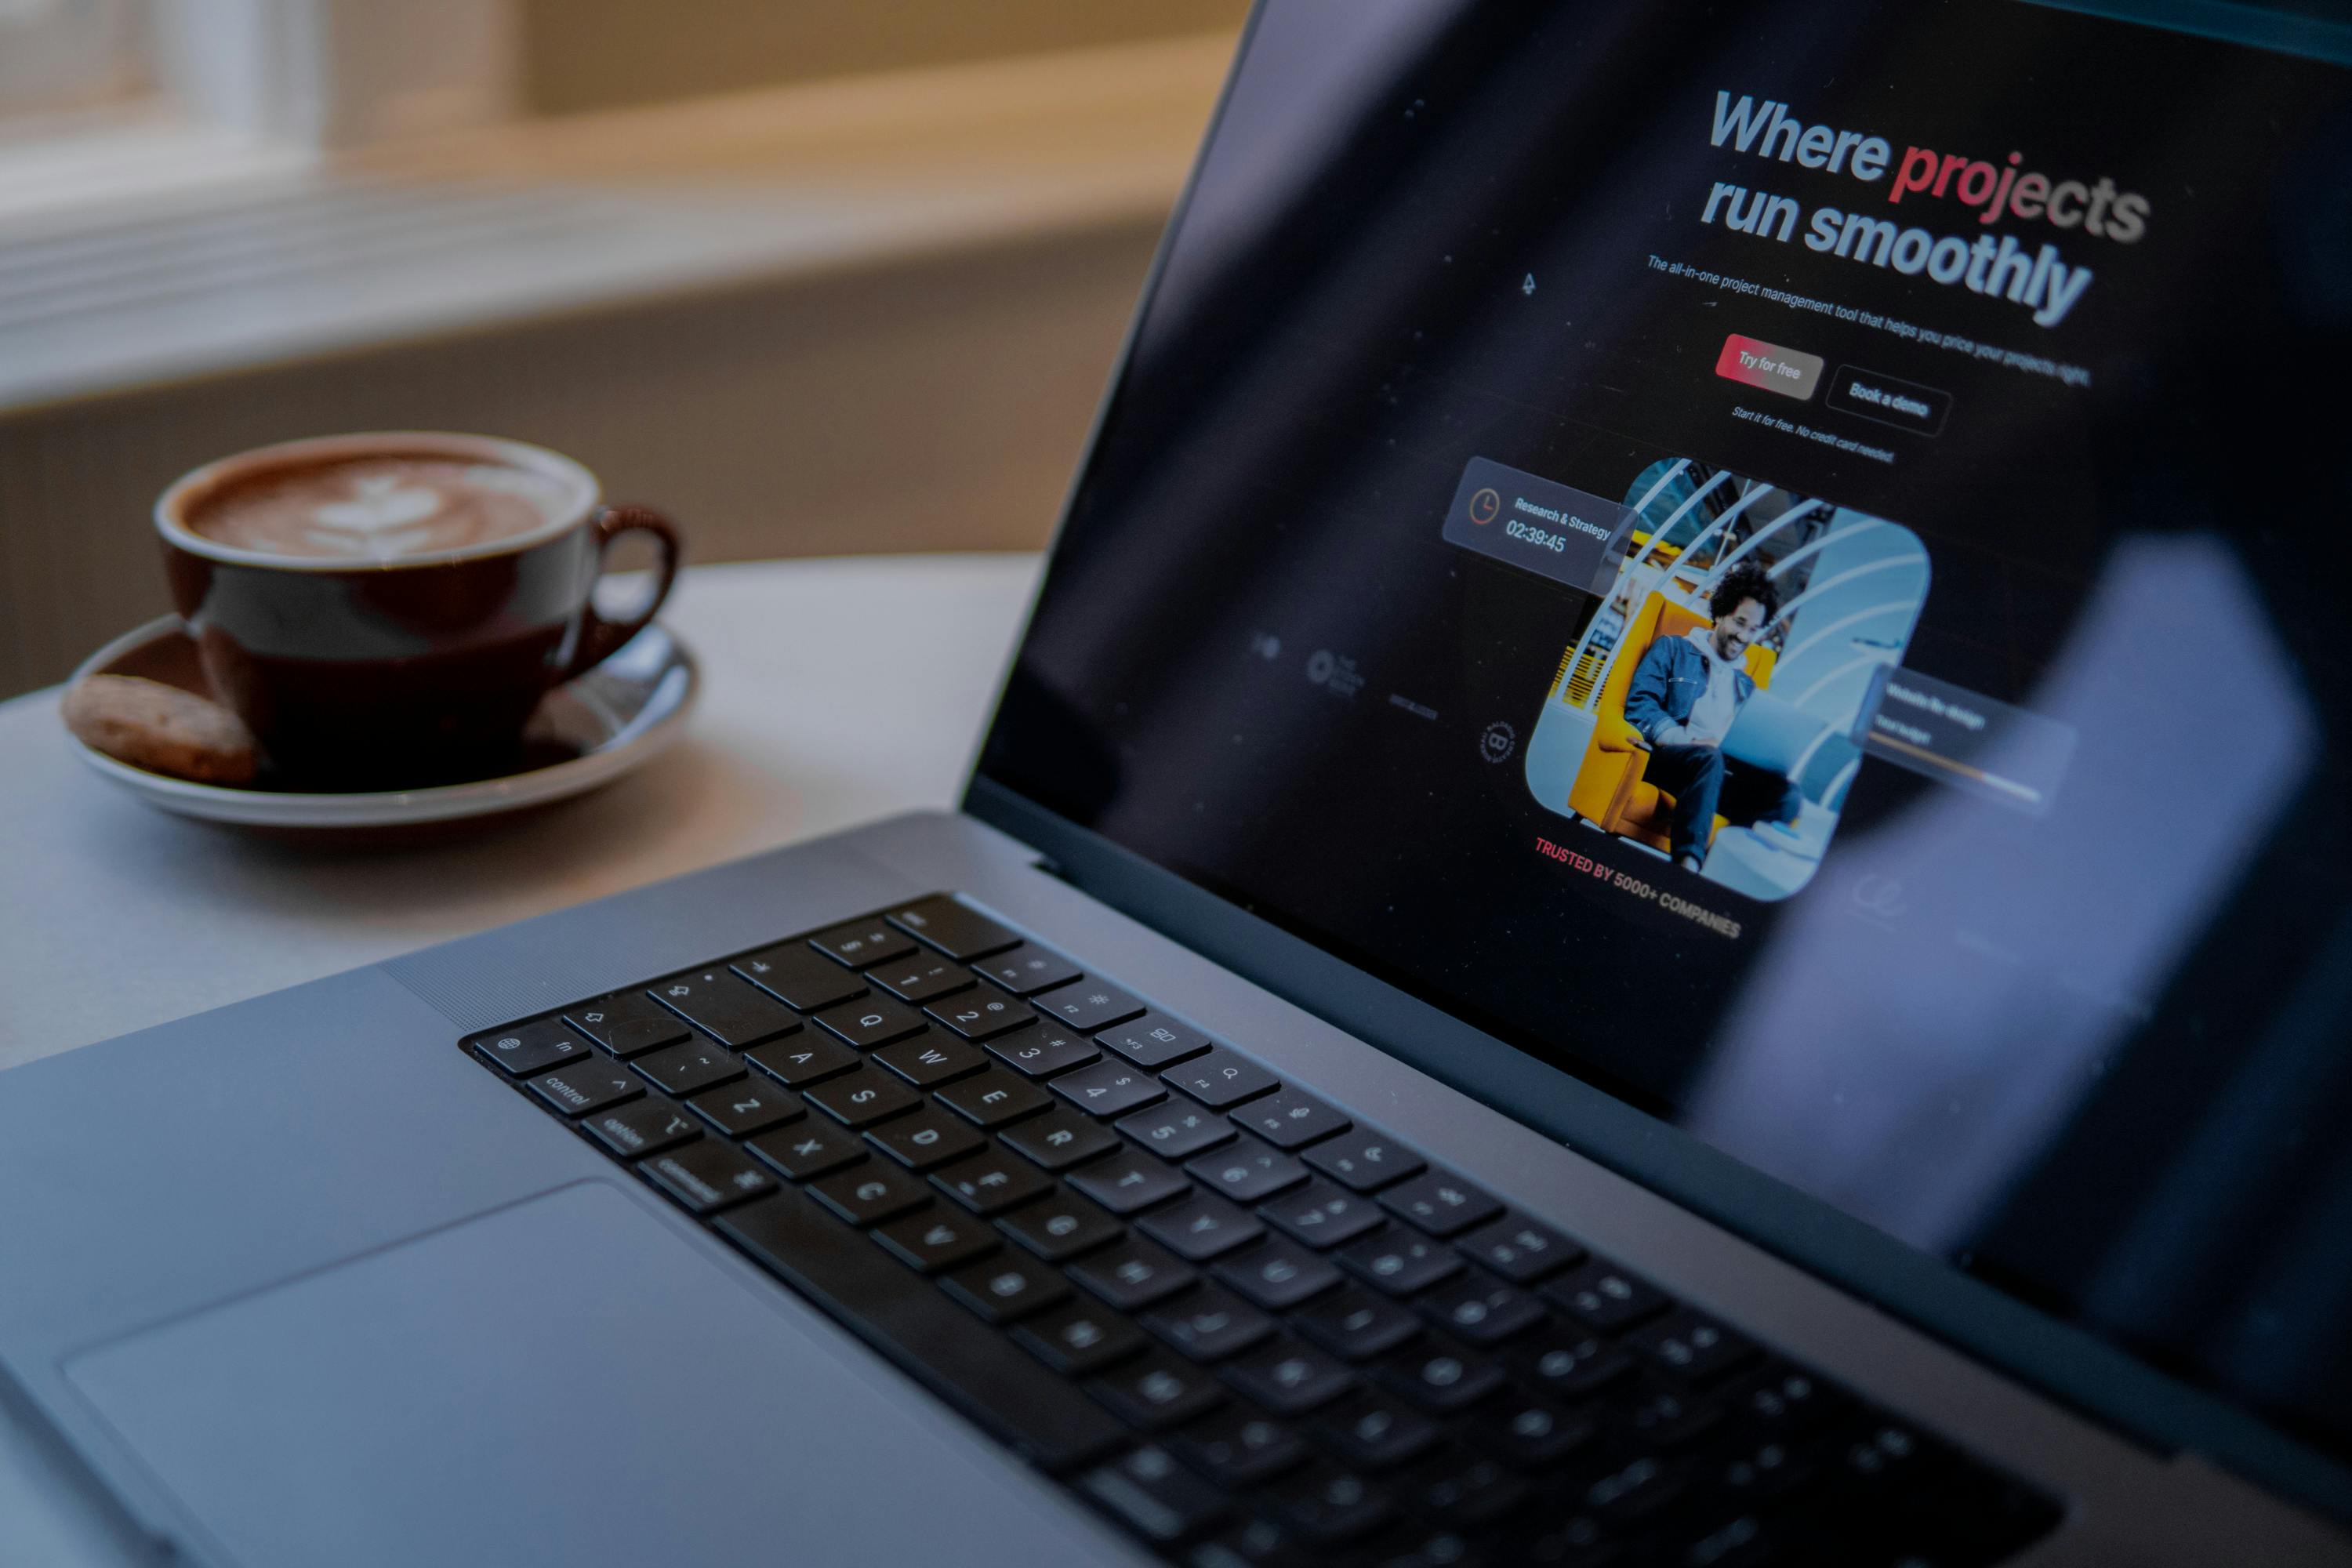 Where projects
run smoothly
The all-in-one project management tool that helps you price your projects right.
Try for free
Book a demo
Start it for free. No credit card needed.
Research & Strategy
02:39:45
Website Re-design
Total budget
TRUSTED BY 5000+ COMPANIES
! 1
@ 2
# 3
$ 4
% 5
^ 6
& 7
Q W E R T Y U
A S D F G H J K
~ Z X C V B N M
fn
control
option
command